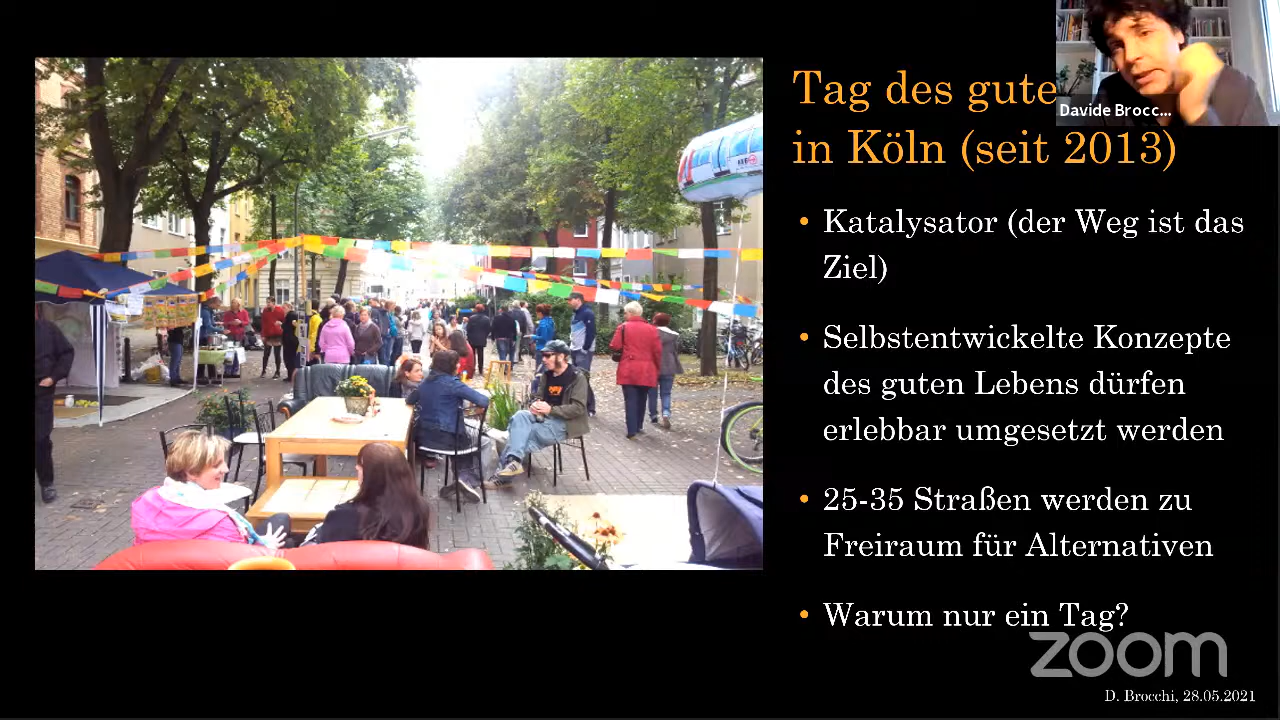 Tag des gute
Davide Brocc...
in Köln (seit 2013)
• Katalysator (der Weg ist das
Ziel)
• Selbstentwickelte Konzepte
des guten Lebens dürfen
erlebbar umgesetzt werden
• 25-35 Straßen werden zu
Freiraum für Alternativen
• Warum nur ein Tag?
zoom
D. Brocchi, 28.05.2021